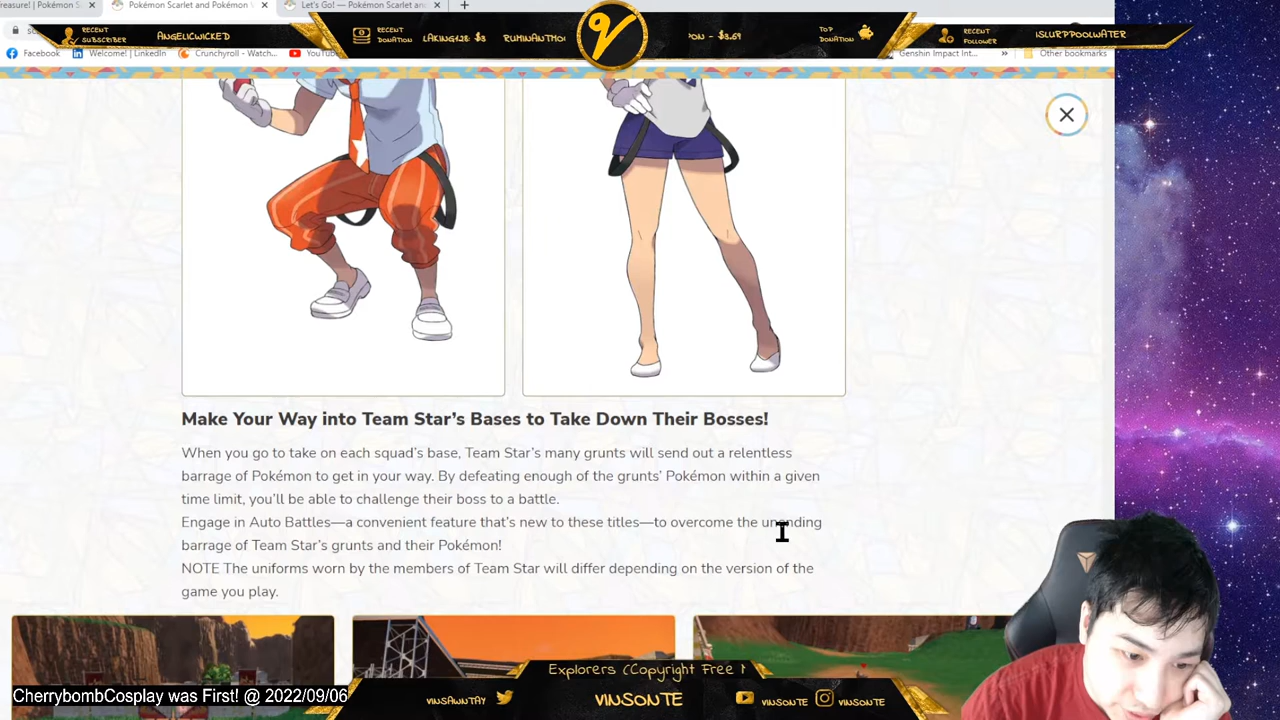 reasure! | Pokémon S
Pokémon Scarlet and Pokémon
Let's Go! — Pokémon Scarlet and
RECENT SUBSCRIBER
ANGELICWICKED
RECENT DONATION
LAKING128: $3
RUMINANTMO
ON - $3.69
TOP DONATION
RECENT FOLLOWER
ISLURPPOOLWATER
Facebook
Welcome! | LinkedIn
Crunchyroll - Watch...
YouTu
Genshin Impact Int...
»
Other bookmarks
Make Your Way into Team Star's Bases to Take Down Their Bosses!
When you go to take on each squad's base, Team Star's many grunts will send out a relentless
barrage of Pokémon to get in your way. By defeating enough of the grunts' Pokémon within a given
time limit, you'll be able to challenge their boss to a battle.
Engage in Auto Battles—a convenient feature that's new to these titles—to overcome the unending
barrage of Team Star's grunts and their Pokémon!
NOTE The uniforms worn by the members of Team Star will differ depending on the version of the
game you play.
Explorers (Copyright Free
CherrybombCosplay was First! @ 2022/09/06
VINSAWNTAY
VINSONTE
VINSONTE
VINSONTE